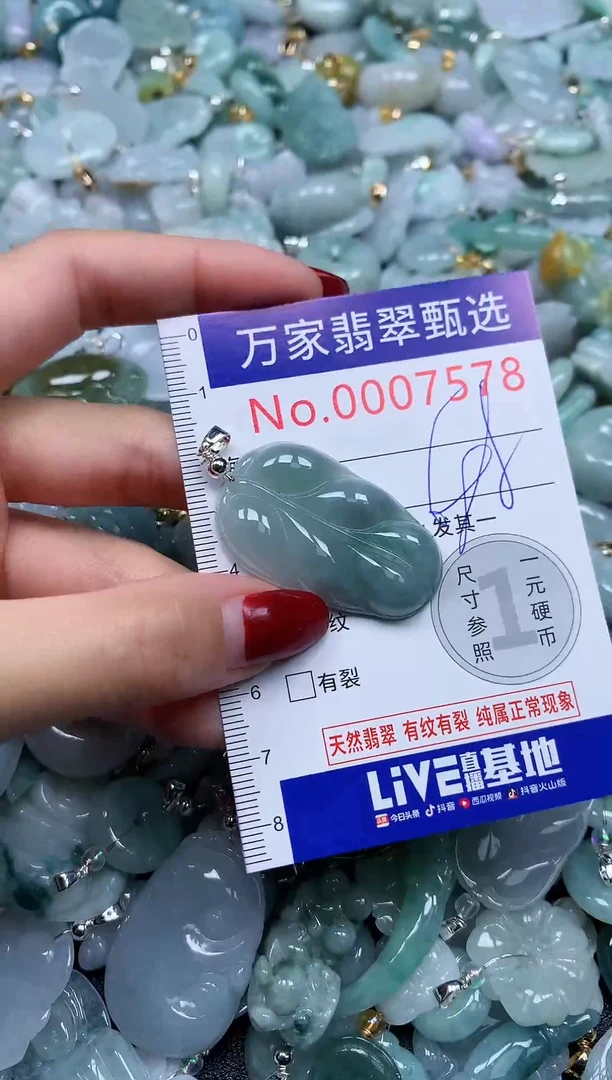 万家翡翠甄选
No.0007578
发其一
纹
有裂
一元硬币
尺寸参照
1
天然翡翠 有纹有裂 纯属正常现象
LiVE直播基地
头条 今日头条 抖音 西瓜视频 抖音火山版
0
1
4
6
7
8